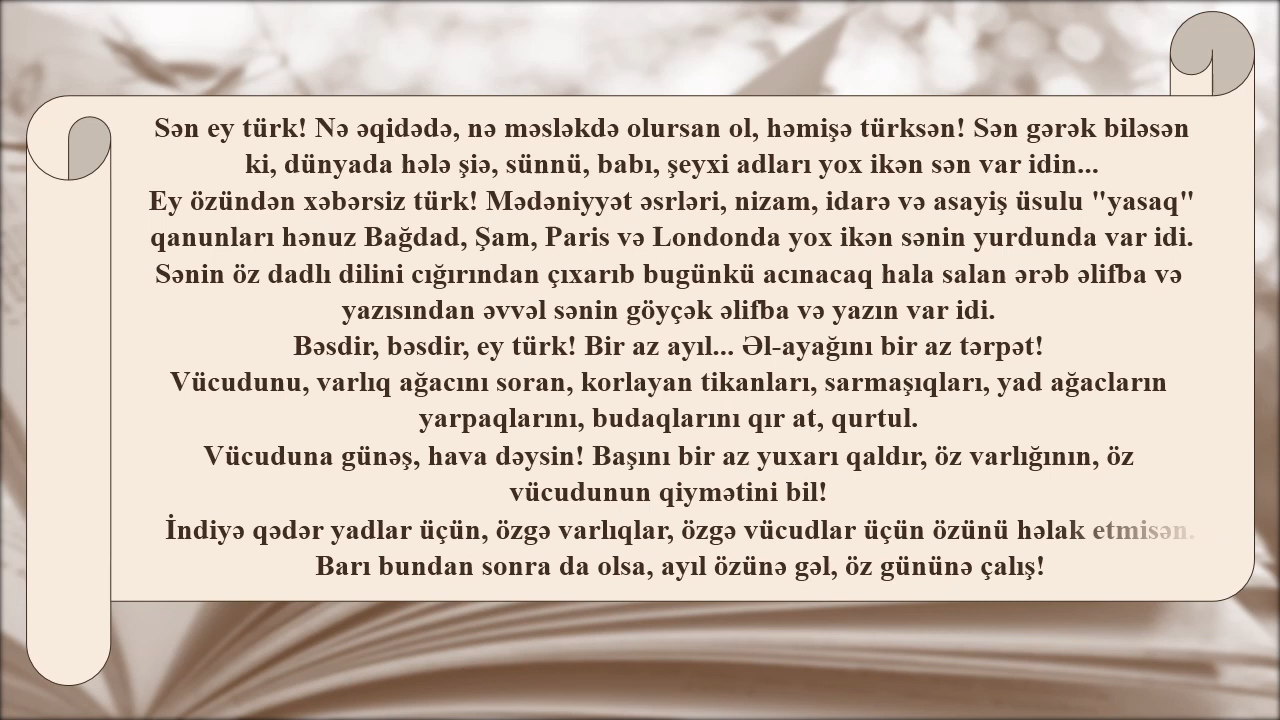 Sən ey türk! Nə əqidədə, nə məsləkdə olursan ol, həmişə türksən! Sən gərək biləsən
ki, dünyada hələ şiə, sünnü, babı, şeyxi adları yox ikən sən var idin...
Ey özündən xəbərsiz türk! Mədəniyyət əsrləri, nizam, idarə və asayiş üsulu "yasaq"
qanunları hənuz Bağdad, Şam, Paris və Londonda yox ikən sənin yurdunda var idi.
Sənin öz dadlı dilini cığırından çıxarıb bugünkü acınacaq hala salan ərəb əlifba və
yazısından əvvəl sənin göyçək əlifba və yazın var idi.
Bəsdir, bəsdir, ey türk! Bir az ayıl... Əl-ayağını bir az tərpət!
Vücudunu, varlıq ağacını soran, korlayan tikanları, sarmaşıqları, yad ağacların
yarpaqlarını, budaqlarını qır at, qurtul.
Vücuduna günəş, hava dəysin! Başını bir az yuxarı qaldır, öz varlığının, öz
vücudunun qiymətini bil!
İndiyə qədər yadlar üçün, özgə varlıqlar, özgə vücudlar üçün özünü həlak etmisən.
Barı bundan sonra da olsa, ayıl özünə gəl, öz gününə çalış!